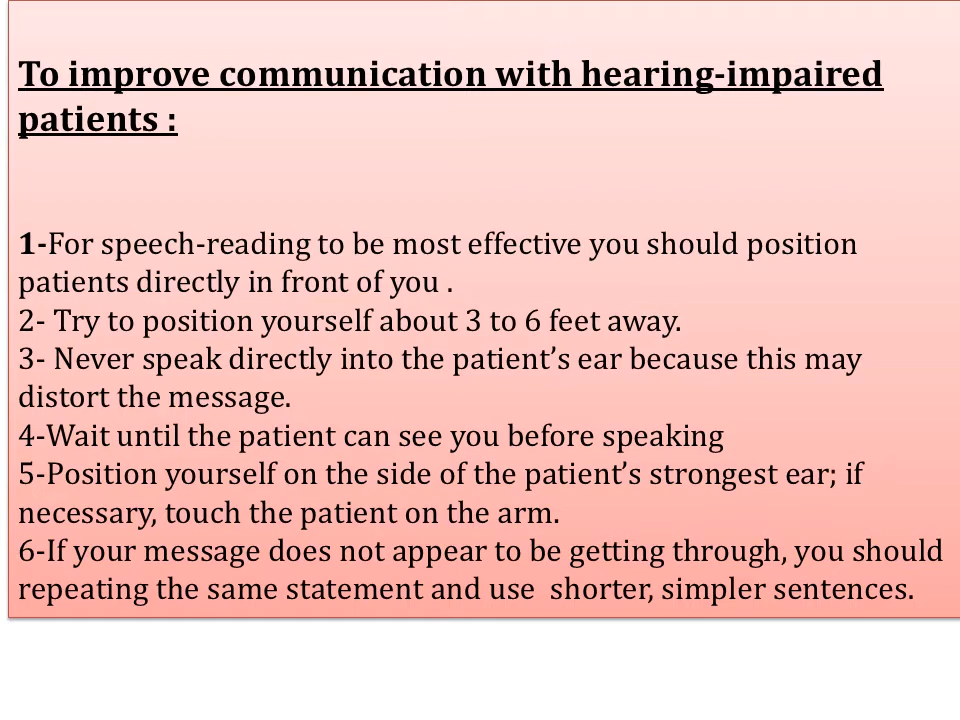 To improve communication with hearing-impaired
patients :
1-For speech-reading to be most effective you should position
patients directly in front of you .
2- Try to position yourself about 3 to 6 feet away.
3- Never speak directly into the patient’s ear because this may
distort the message.
4-Wait until the patient can see you before speaking
5-Position yourself on the side of the patient’s strongest ear; if
necessary, touch the patient on the arm.
6-If your message does not appear to be getting through, you should
repeating the same statement and use  shorter, simpler sentences.